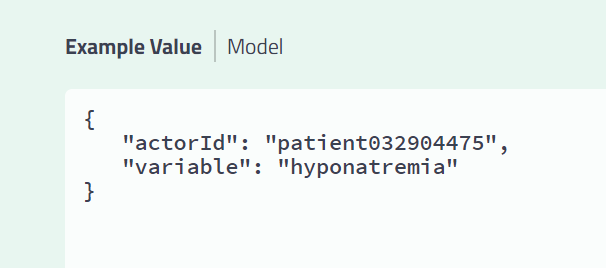 Example Value Model
{
"actorId": "patient032904475",
"variable": "hyponatremia"
}